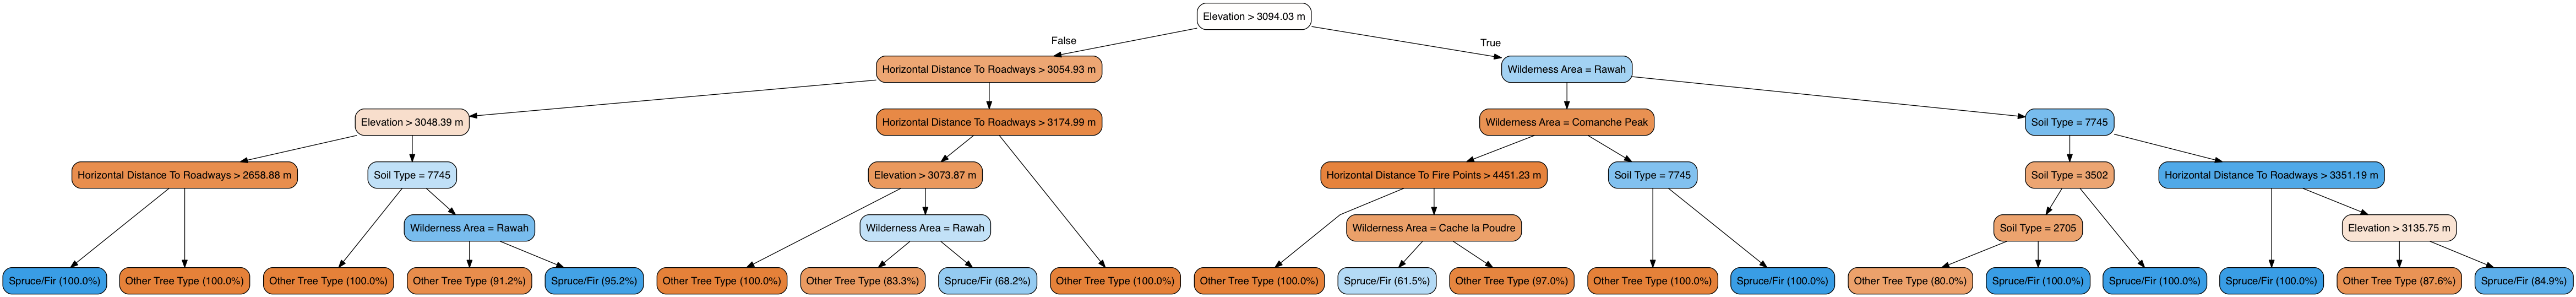 Elevation > 3094.03 m
False
True
Horizontal Distance To Roadways > 3054.93 m
Wilderness Area = Rawah
Elevation > 3048.39 m
Horizontal Distance To Roadways > 3174.99 m
Wilderness Area = Comanche Peak
Soil Type = 7745
Horizontal Distance To Roadways > 2658.88 m
Soil Type = 7745
Elevation > 3073.87 m
Horizontal Distance To Fire Points > 4451.23 m
Soil Type = 7745
Soil Type = 3502
Horizontal Distance To Roadways > 3351.19 m
Wilderness Area = Rawah
Wilderness Area = Rawah
Wilderness Area = Cache la Poudre
Soil Type = 2705
Elevation > 3135.75 m
Spruce/Fir (100.0%)
Other Tree Type (100.0%)
Other Tree Type (100.0%)
Other Tree Type (91.2%)
Spruce/Fir (95.2%)
Other Tree Type (100.0%)
Other Tree Type (83.3%)
Spruce/Fir (68.2%)
Other Tree Type (100.0%)
Other Tree Type (100.0%)
Spruce/Fir (61.5%)
Other Tree Type (97.0%)
Other Tree Type (100.0%)
Spruce/Fir (100.0%)
Other Tree Type (80.0%)
Spruce/Fir (100.0%)
Spruce/Fir (100.0%)
Spruce/Fir (100.0%)
Other Tree Type (87.6%)
Spruce/Fir (84.9%)